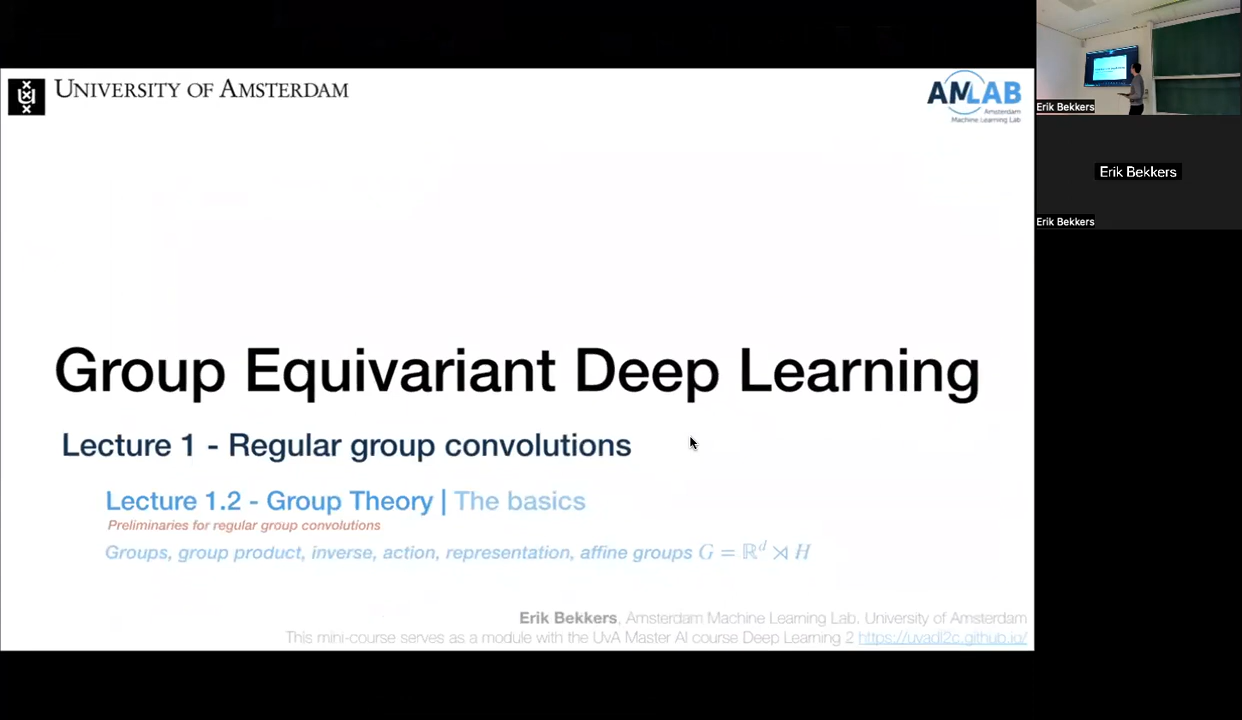 UNIVERSITY OF AMSTERDAM
AMLAB
Amsterdam
Machine Learning Lab
Group Equivariant Deep Learning
Lecture 1 - Regular group convolutions
Lecture 1.2 - Group Theory | The basics
Preliminaries for regular group convolutions
Groups, group product, inverse, action, representation, affine groups G = ℝᵈ ⋊ H
Erik Bekkers, Amsterdam Machine Learning Lab. University of Amsterdam
This mini-course serves as a module with the UvA Master AI course Deep Learning 2 https://uvadl2c.github.io/
Erik Bekkers
Erik Bekkers
Erik Bekkers